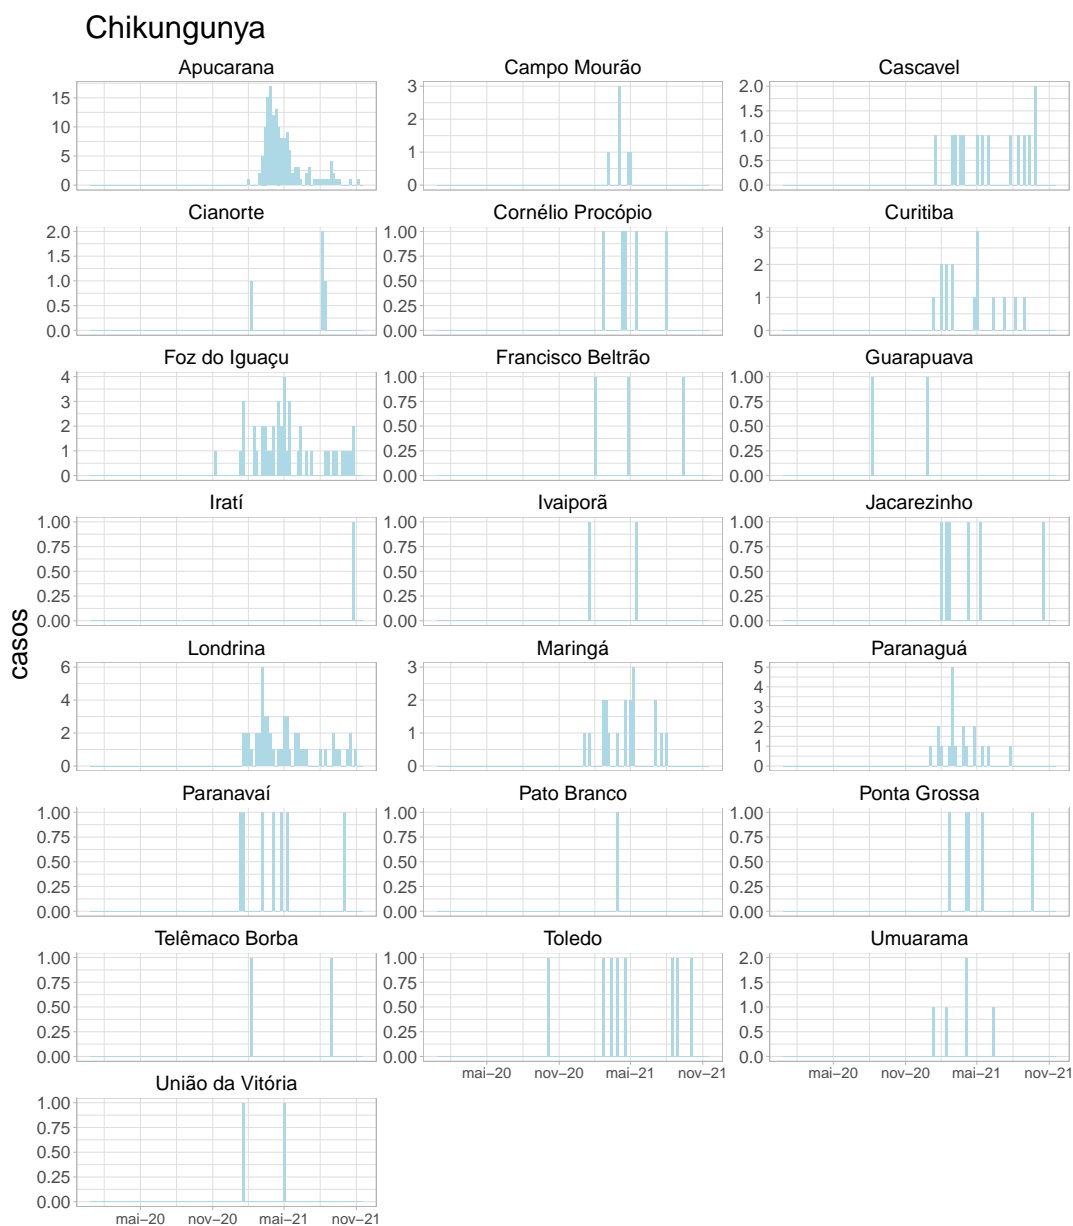 Chikungunya
Apucarana Campo Mourão Cascavel
15 10 5 0
3 2 1 0
2.0 1.5 1.0 0.5 0.0
Cianorte Cornélio Procópio Curitiba
2.0 1.5 1.0 0.5 0.0
1.00 0.75 0.50 0.25 0.00
3 2 1 0
Foz do Iguaçu Francisco Beltrão Guarapuava
4 3 2 1 0
1.00 0.75 0.50 0.25 0.00
1.00 0.75 0.50 0.25 0.00
Iratí Ivaiporã Jacarezinho
1.00 0.75 0.50 0.25 0.00
1.00 0.75 0.50 0.25 0.00
1.00 0.75 0.50 0.25 0.00
casos
Londrina Maringá Paranaguá
6 4 2 0
3 2 1 0
5 4 3 2 1 0
Paranavaí Pato Branco Ponta Grossa
1.00 0.75 0.50 0.25 0.00
1.00 0.75 0.50 0.25 0.00
1.00 0.75 0.50 0.25 0.00
Telêmaco Borba Toledo Umuarama
1.00 0.75 0.50 0.25 0.00
1.00 0.75 0.50 0.25 0.00
2.0 1.5 1.0 0.5 0.0
mai–20 nov–20 mai–21 nov–21 mai–20 nov–20 mai–21 nov–21
União da Vitória
1.00 0.75 0.50 0.25 0.00
mai–20 nov–20 mai–21 nov–21